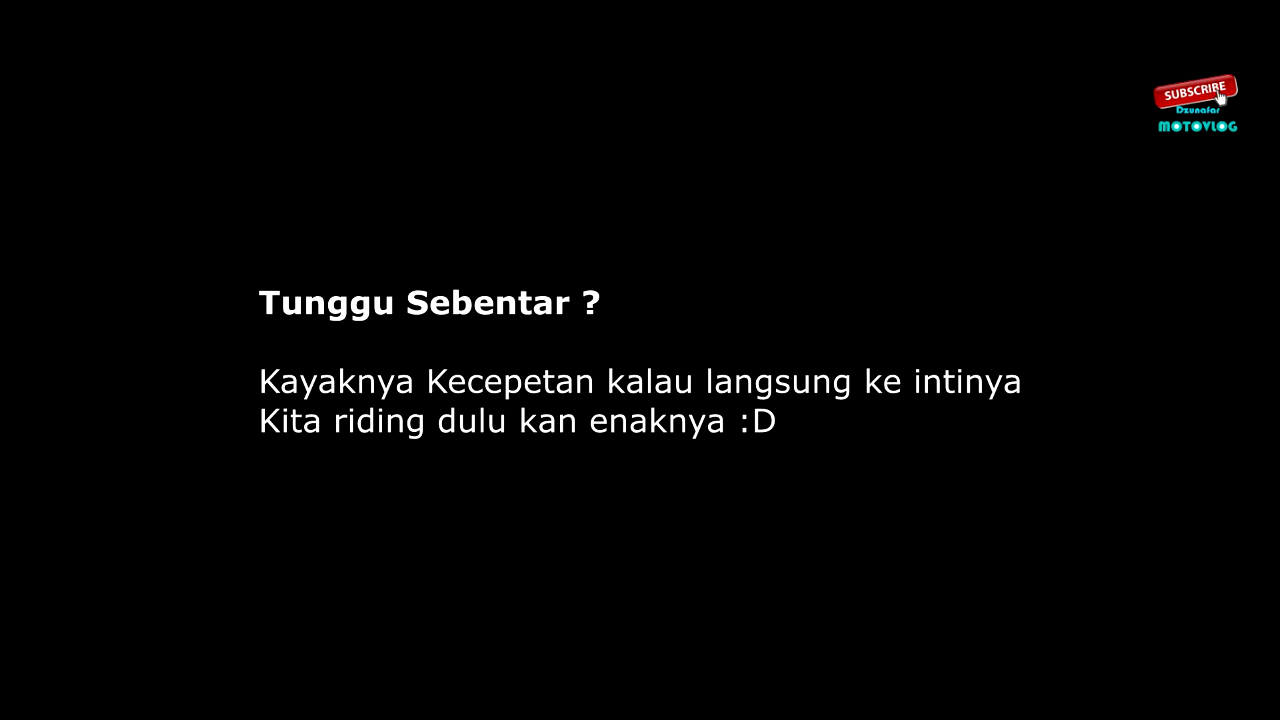 SUBSCRIBE
Dzunafar
MOTOVLOG
Tunggu Sebentar ?
Kayaknya Kecepetan kalau langsung ke intinya
Kita riding dulu kan enaknya :D